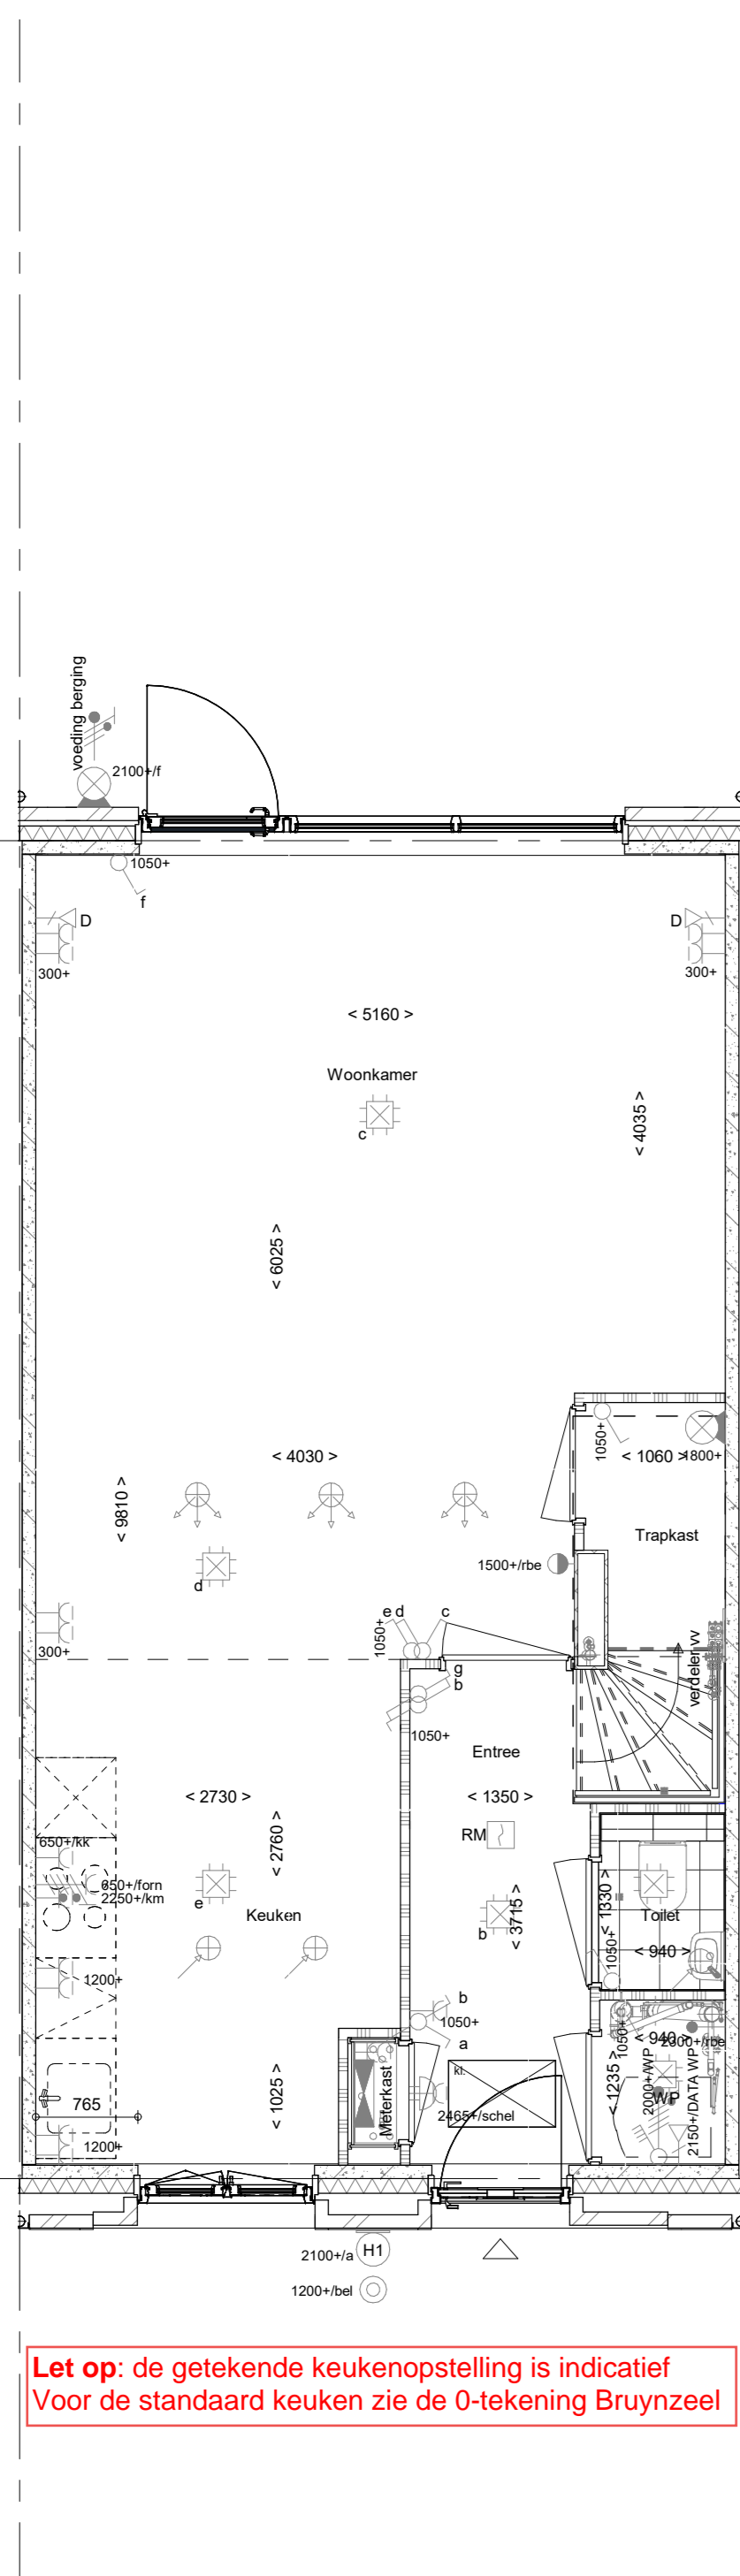 voeding berging
2100+/f
1050+
f
D
D
300+
300+
< 5160 >
Woonkamer
c
< 4035 >
< 6025 >
1050+
< 4030 >
< 1060 >
1800+
< 9810 >
Trapkast
1500+/rbe
d
e d
c
1050+
300+
verdeler vv
g
b
1050+
Entree
< 2730 >
< 1350 >
< 2760 >
RM
650+/kk
650+/forn
2250+/km
e
Keuken
b
< 3715 >
< 1330 >
Toilet
1050+
< 940 >
1200+
b
1050+
a
1050+
< 940 >
2300+/rbe
kl.
Meterkast
765
< 1025 >
2465+/schel
< 1235 >
2000+/WP
WP
2150+/DATA WP
1200+
2100+/a
H1
1200+/bel
Let op: de getekende keukenopstelling is indicatief
Voor de standaard keuken zie de 0-tekening Bruynzeel